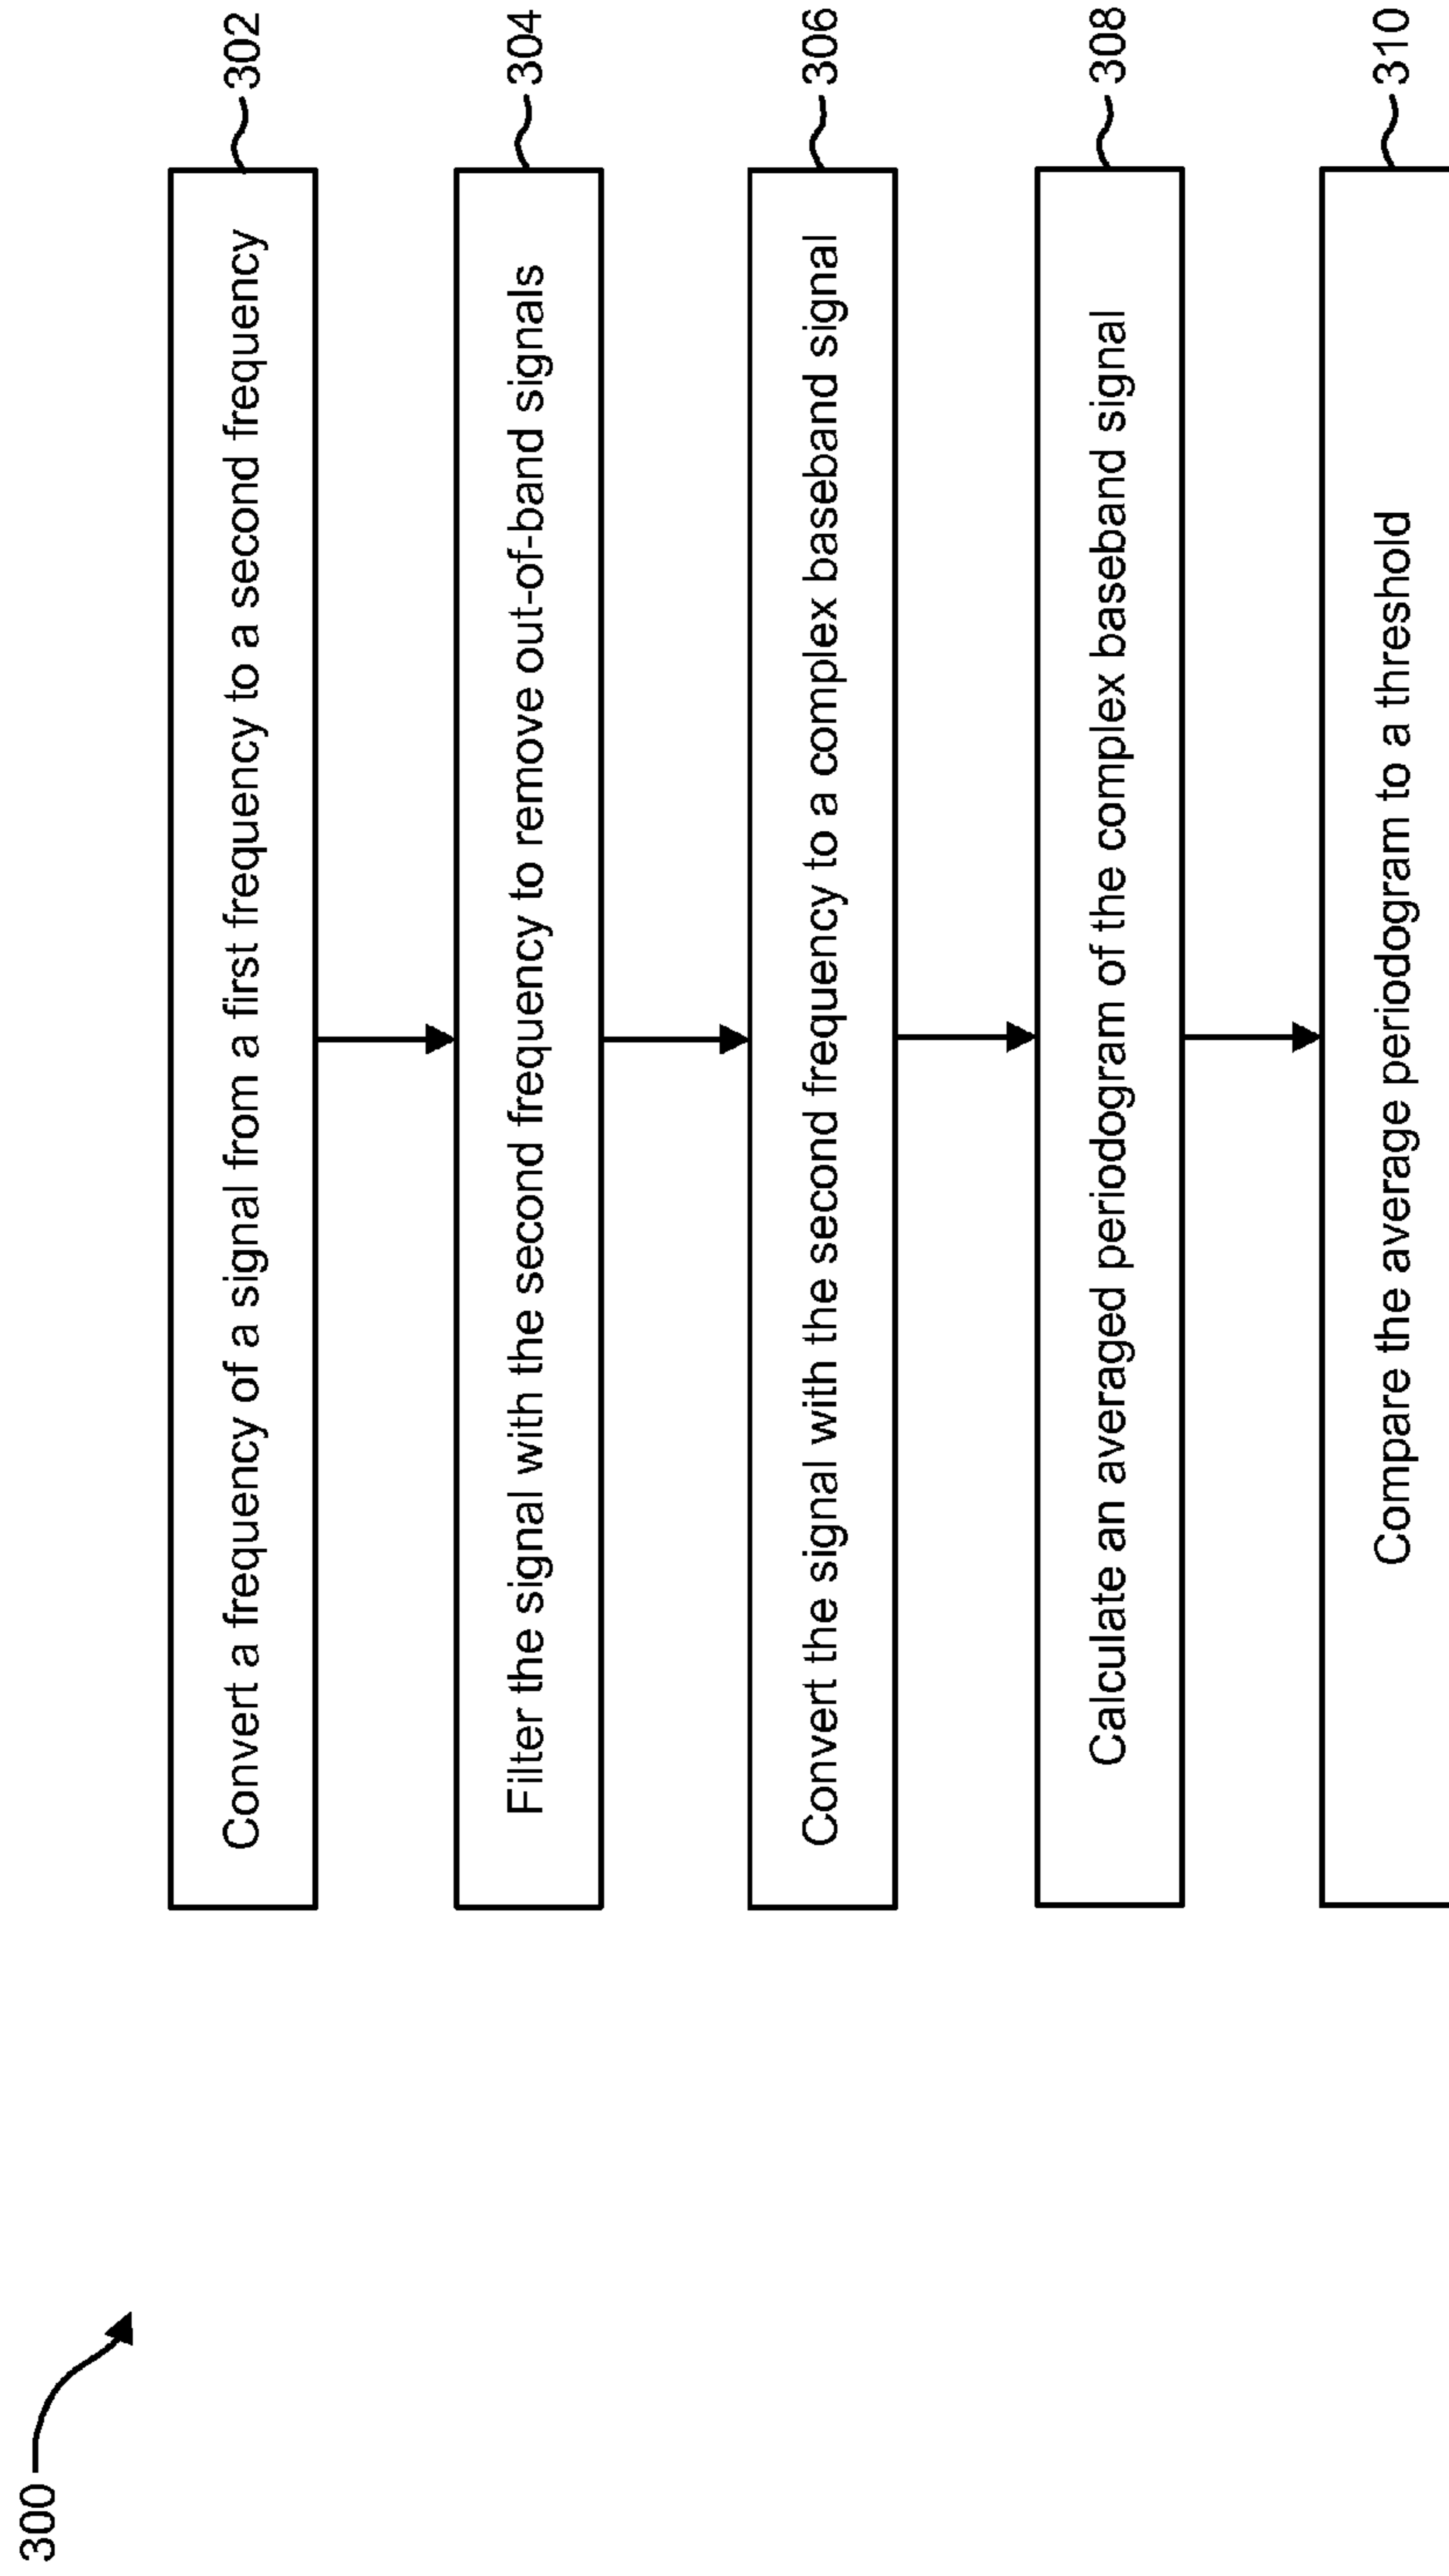 300
Convert a frequency of a signal from a first frequency to a second frequency
302
Filter the signal with the second frequency to remove out-of-band signals
304
Convert the signal with the second frequency to a complex baseband signal
306
Calculate an averaged periodogram of the complex baseband signal
308
Compare the average periodogram to a threshold
310